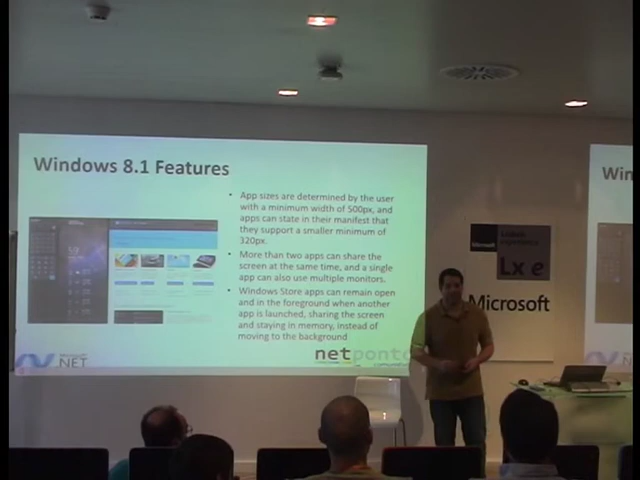 Windows 8.1 Features
• App sizes are determined by the user
with a minimum width of 500px, and
apps can state in their manifest that
they support a smaller minimum of
320px.
• More than two apps can share the
screen at the same time, and a single
app can also use multiple monitors.
• Windows Store apps can remain open
and in the foreground when another
app is launched, sharing the screen
and staying in memory, instead of
moving to the background
.NET
netponto
Win
Microsoft